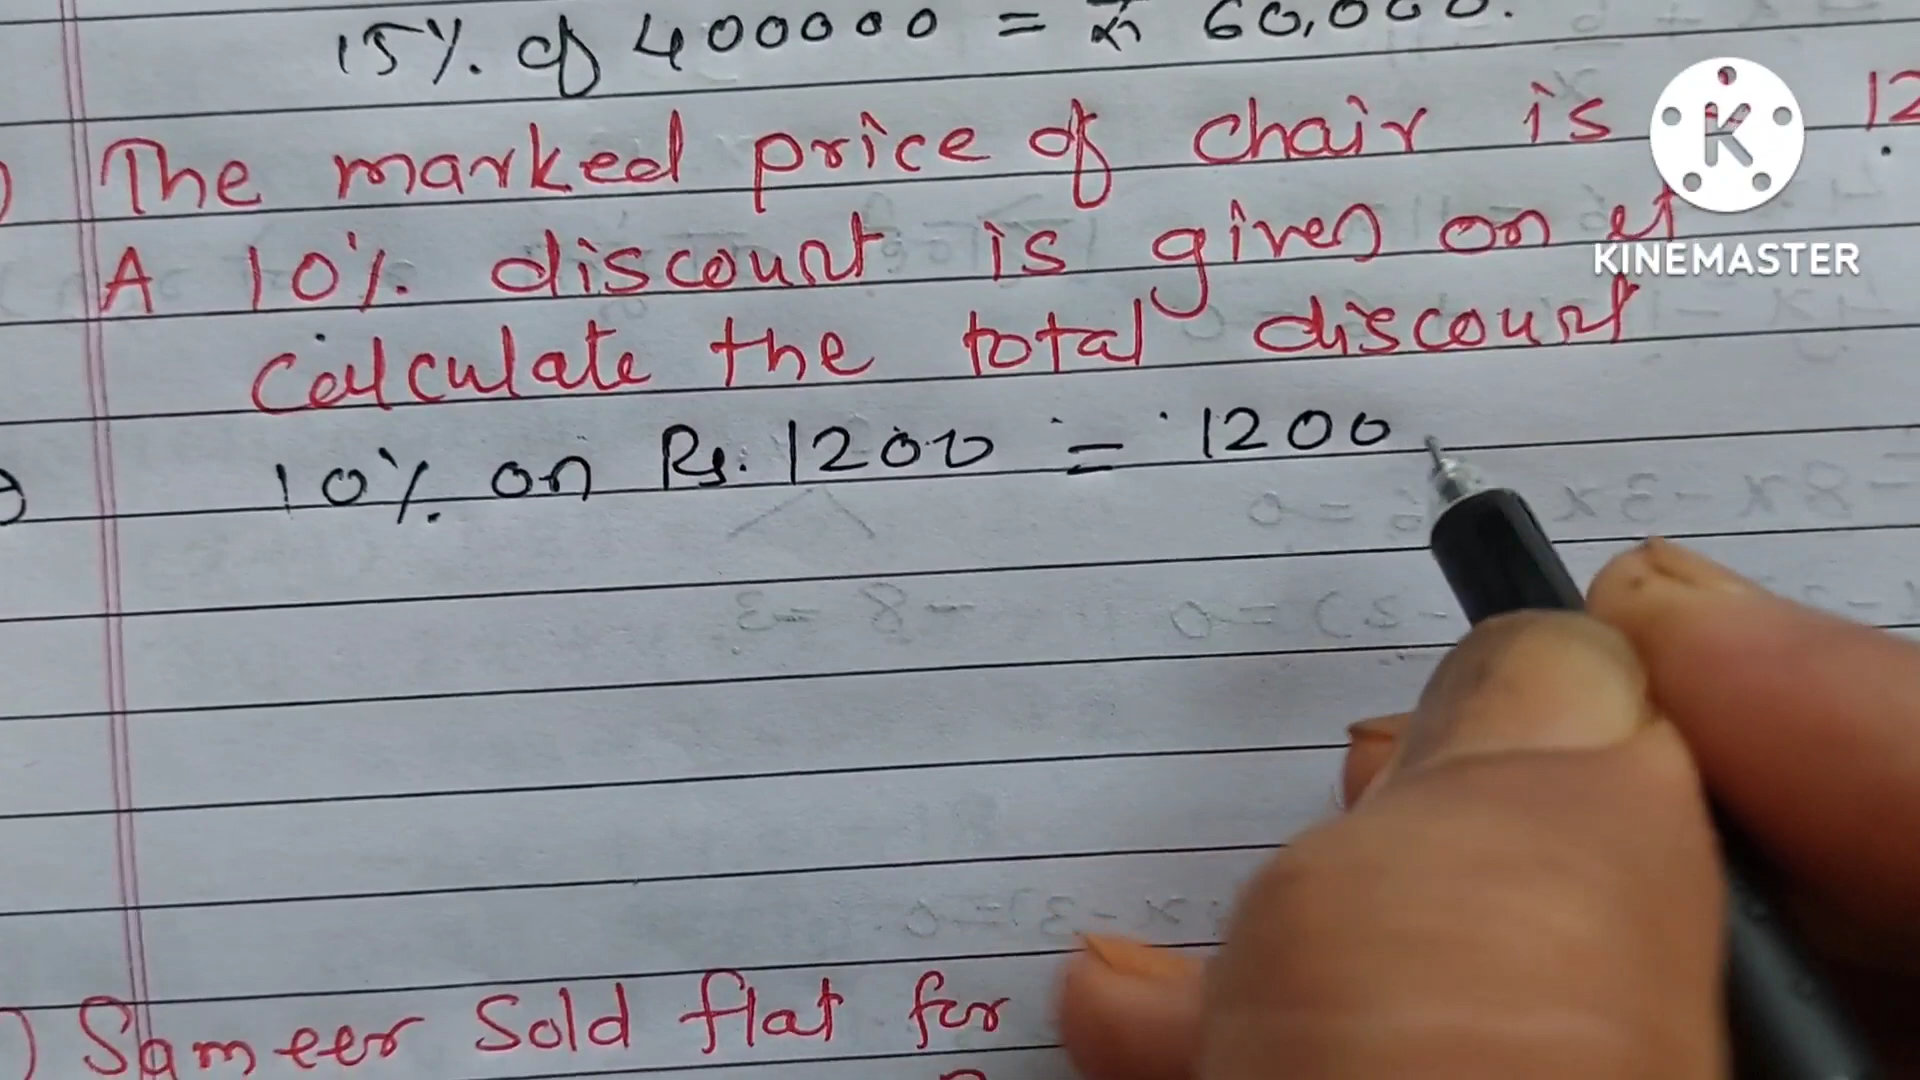 15% of 400000 = ₹ 60,000.
The marked price of chair is 12
A 10% discount is given on it
Calculate the total discount
10% on Rs. 1200 = 1200
Sameer Sold flat for
K
KINEMASTER